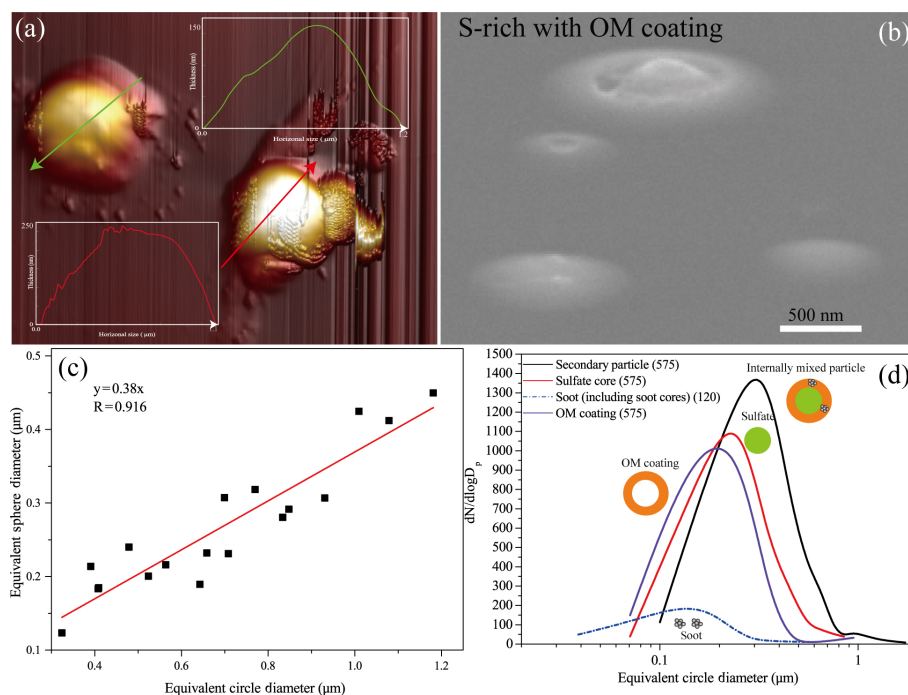 (a)
150
Thickness (nm)
0.0
Horizonal size ( μm)
1.2
250
Thickness (nm)
0.0
Horizonal size ( μm)
S-rich with OM coating
(b)
500 nm
(c)
y=0.38x
R=0.916
0.5
0.4
0.3
0.2
0.1
Equivalent sphere diameter (μm)
0.4 0.6 0.8 1.0 1.2
Equivalent circle diameter (μm)
(d)
Secondary particle (575)
Sulfate core (575)
Soot (including soot cores) (120)
OM coating (575)
Internally mixed particle
Sulfate
OM coating
Soot
1500
1400
1300
1200
1100
1000
900
800
700
600
500
400
300
200
100
0
dN/dlogDp
0.1 1
Equivalent circle diameter (μm)